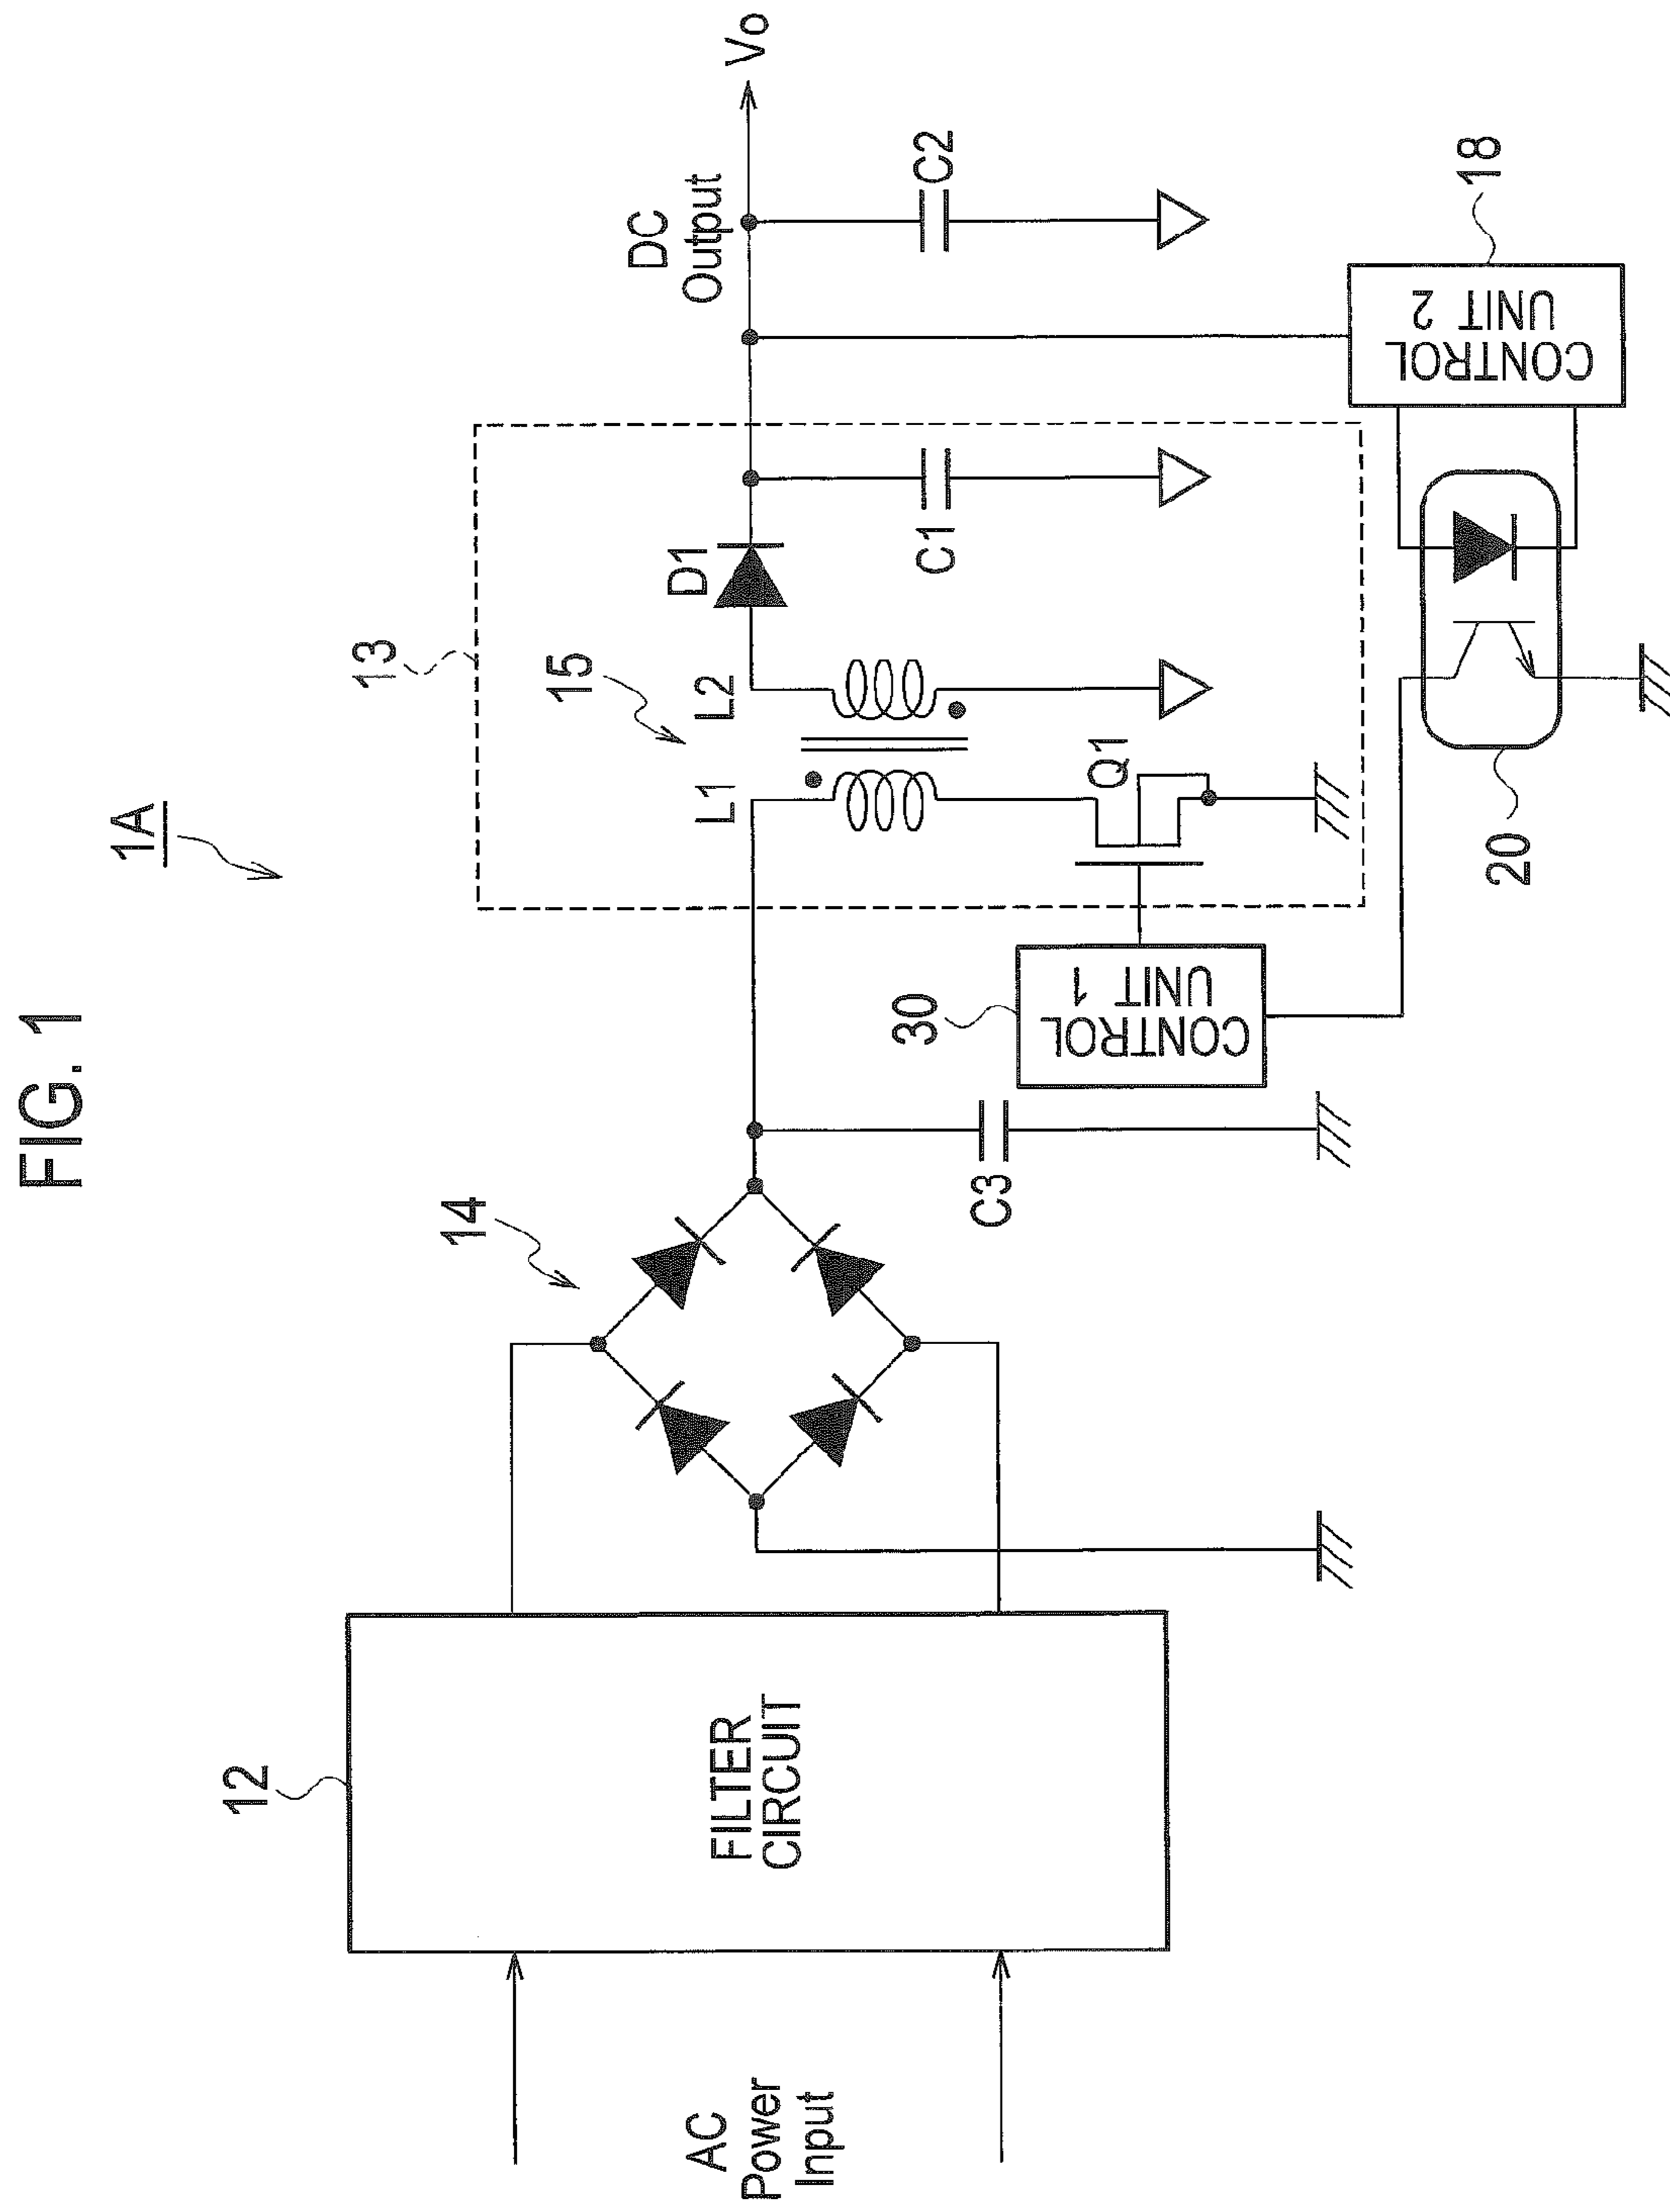 FIG. 1
1A
13
15
L1
L2
D1
DC
Output
Vo
C1
C2
14
C3
12
FILTER
CIRCUIT
AC
Power
Input
30
CONTROL
UNIT 1
Q1
20
18
CONTROL
UNIT 2